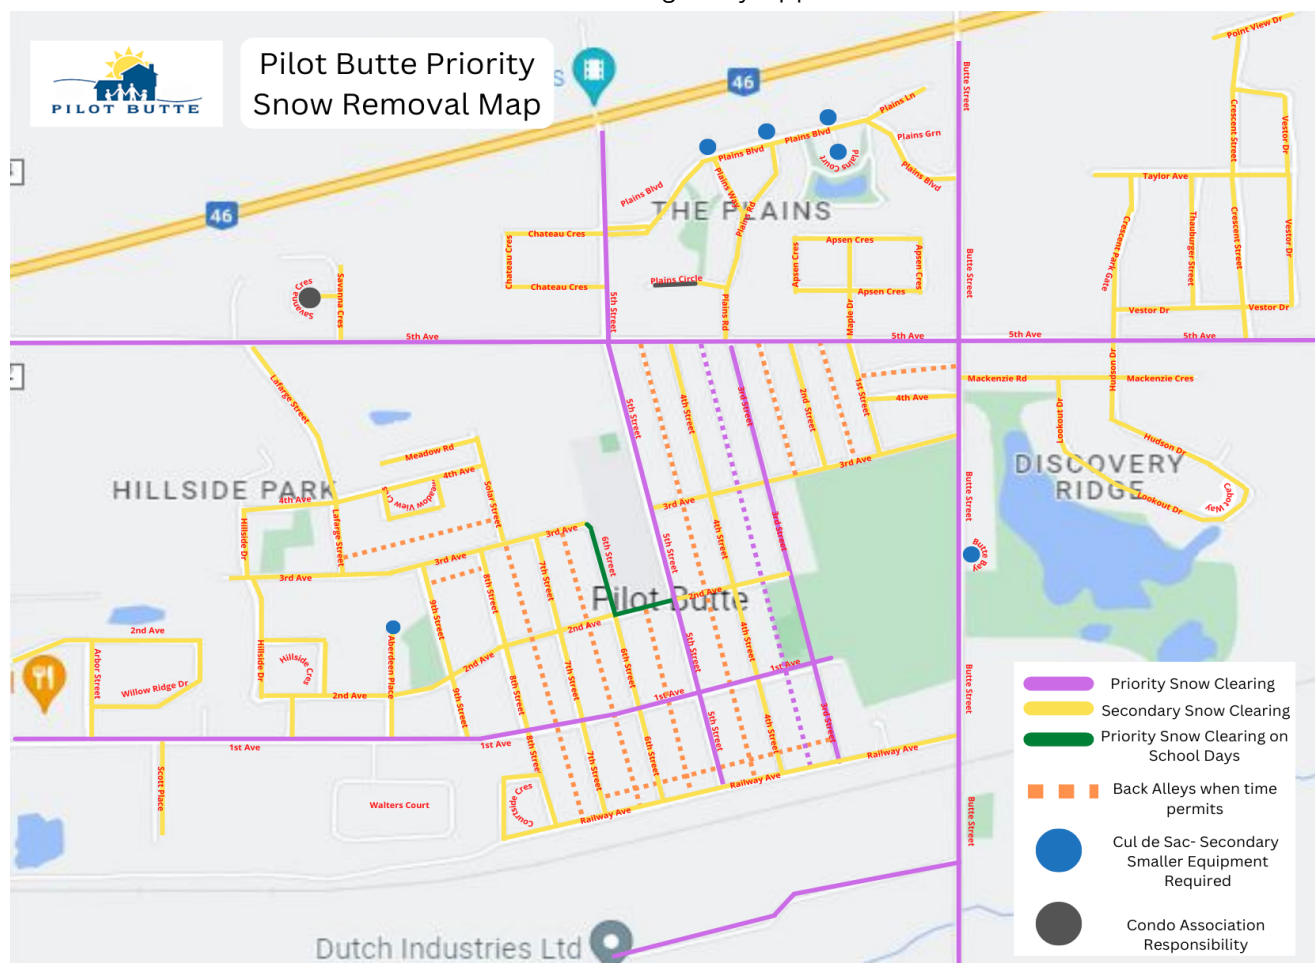 Pilot Butte Priority
Snow Removal Map
PILOT BUTTE
46
46
Point View Dr
Butte Street
Crescent Street
Vestor Dr
Plains Ln
Plains Grn
Plains Blvd
Plains Blvd
Plains Court
Plains Blvd
Plains Blvd
Plains Way
Plains Rd
THE PLAINS
Taylor Ave
Crescent Park Gate
Thauburger Street
Crescent Street
Vestor Dr
Chateau Cres
Chateau Cres
Chateau Cres
Apsen Cres
Apsen Cres
Apsen Cres
Apsen Cres
Butte Street
Savanna Cres
Savanna Cres
Plains Circle
5th Street
Plains Rd
Maple Dr
Vestor Dr
Vestor Dr
5th Ave
5th Ave
5th Ave
5th Ave
Lafarge Street
5th Street
4th Street
3rd Street
2nd Street
1st Street
4th Ave
Mackenzie Rd
Hudson Dr
Mackenzie Cres
Lookout Dr
Hudson Dr
Meadow Rd
4th Ave
Meadow View Cres
Solar Street
3rd Ave
3rd Ave
HILLSIDE PARK
4th Ave
Hillside Dr
Lafarge Street
DISCOVERY
RIDGE
Lookout Dr
Cabot Way
Butte Street
4th Street
3rd Street
3rd Ave
3rd Ave
3rd Ave
6th Street
5th Street
Butte Bay
9th Street
8th Street
7th Street
Pilot Butte
2nd Ave
2nd Ave
2nd Ave
2nd Ave
2nd Ave
Arbor Street
Willow Ridge Dr
Hillside Dr
Hillside Cres
Aberdeen Place
9th Street
8th Street
7th Street
6th Street
5th Street
4th Street
1st Ave
1st Ave
Butte Street
1st Ave
1st Ave
8th Street
7th Street
6th Street
5th Street
4th Street
3rd Street
Scott Place
Walters Court
Courtside Cres
Railway Ave
Railway Ave
Railway Ave
Butte Street
Dutch Industries Ltd
Priority Snow Clearing
Secondary Snow Clearing
Priority Snow Clearing on
School Days
Back Alleys when time
permits
Cul de Sac- Secondary
Smaller Equipment
Required
Condo Association
Responsibility